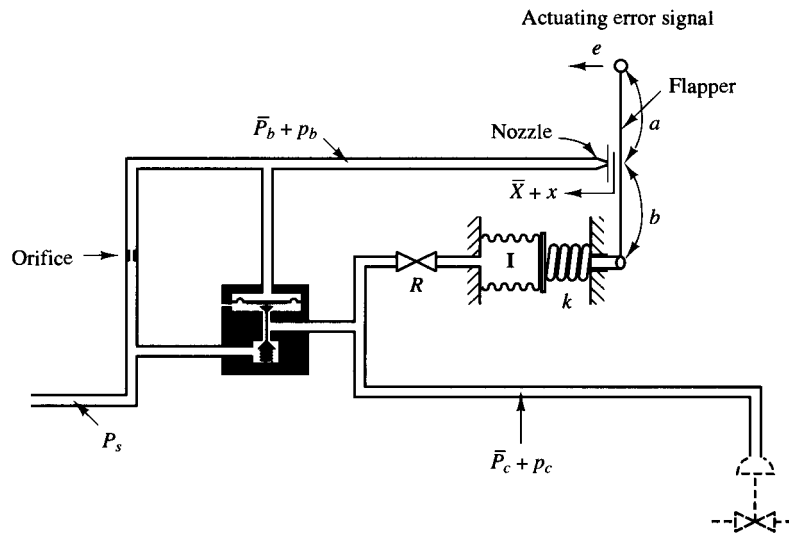 Actuating error signal
e
Flapper
a
P̄b + pb
Nozzle
X̄ + x
b
Orifice
I
R
k
Ps
P̄c + pc